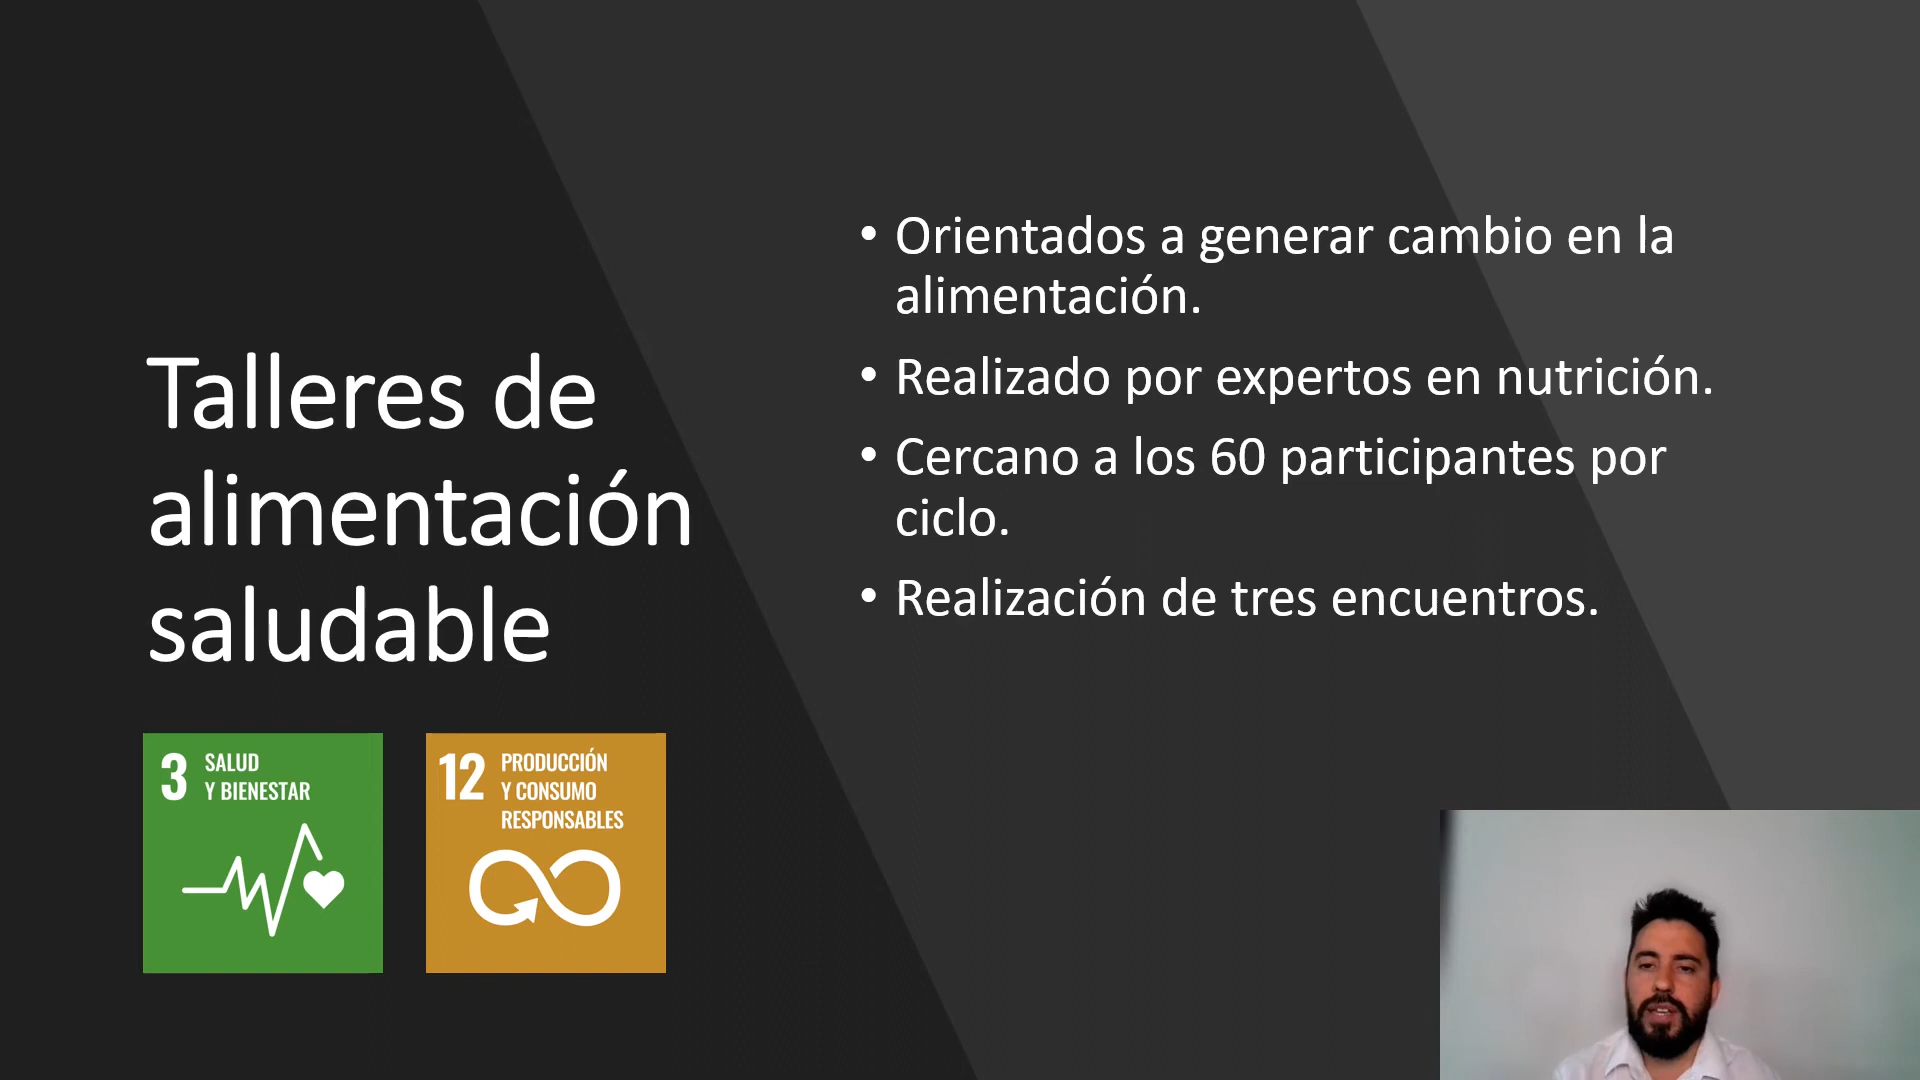 Talleres de
alimentación
saludable
3 SALUD
Y BIENESTAR
12 PRODUCCIÓN
Y CONSUMO
RESPONSABLES
• Orientados a generar cambio en la
alimentación.
• Realizado por expertos en nutrición.
• Cercano a los 60 participantes por
ciclo.
• Realización de tres encuentros.